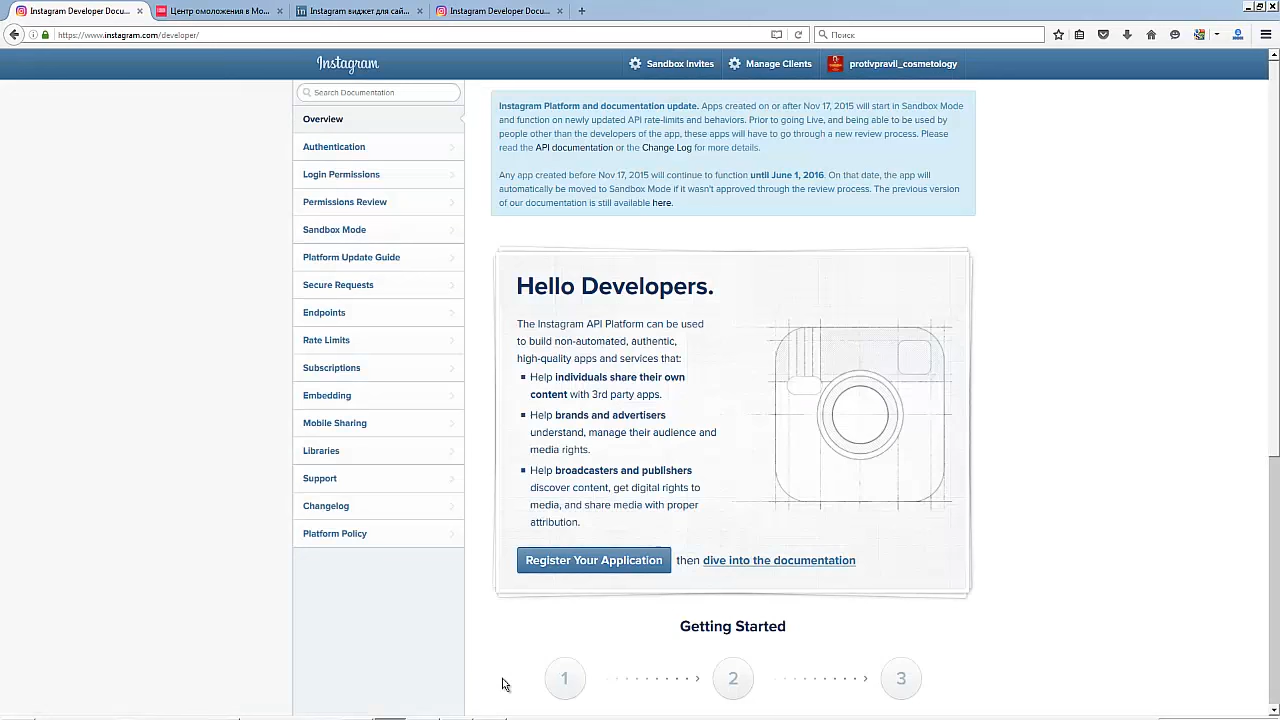 Instagram Developer Docu...
Центр омоложения в Мо...
Instagram виджет для сай...
Instagram Developer Docu...
https://www.instagram.com/developer/
Поиск
Instagram
Sandbox Invites
Manage Clients
protivpravil_cosmetology
Search Documentation
Overview
Authentication
Login Permissions
Permissions Review
Sandbox Mode
Platform Update Guide
Secure Requests
Endpoints
Rate Limits
Subscriptions
Embedding
Mobile Sharing
Libraries
Support
Changelog
Platform Policy
Instagram Platform and documentation update. Apps created on or after Nov 17, 2015 will start in Sandbox Mode
and function on newly updated API rate-limits and behaviors. Prior to going Live, and being able to be used by
people other than the developers of the app, these apps will have to go through a new review process. Please
read the API documentation or the Change Log for more details.
Any app created before Nov 17, 2015 will continue to function until June 1, 2016. On that date, the app will
automatically be moved to Sandbox Mode if it wasn't approved through the review process. The previous version
of our documentation is still available here.
Hello Developers.
The Instagram API Platform can be used
to build non-automated, authentic,
high-quality apps and services that:
Help individuals share their own
content with 3rd party apps.
Help brands and advertisers
understand, manage their audience and
media rights.
Help broadcasters and publishers
discover content, get digital rights to
media, and share media with proper
attribution.
Register Your Application then dive into the documentation
Getting Started
1 2 3